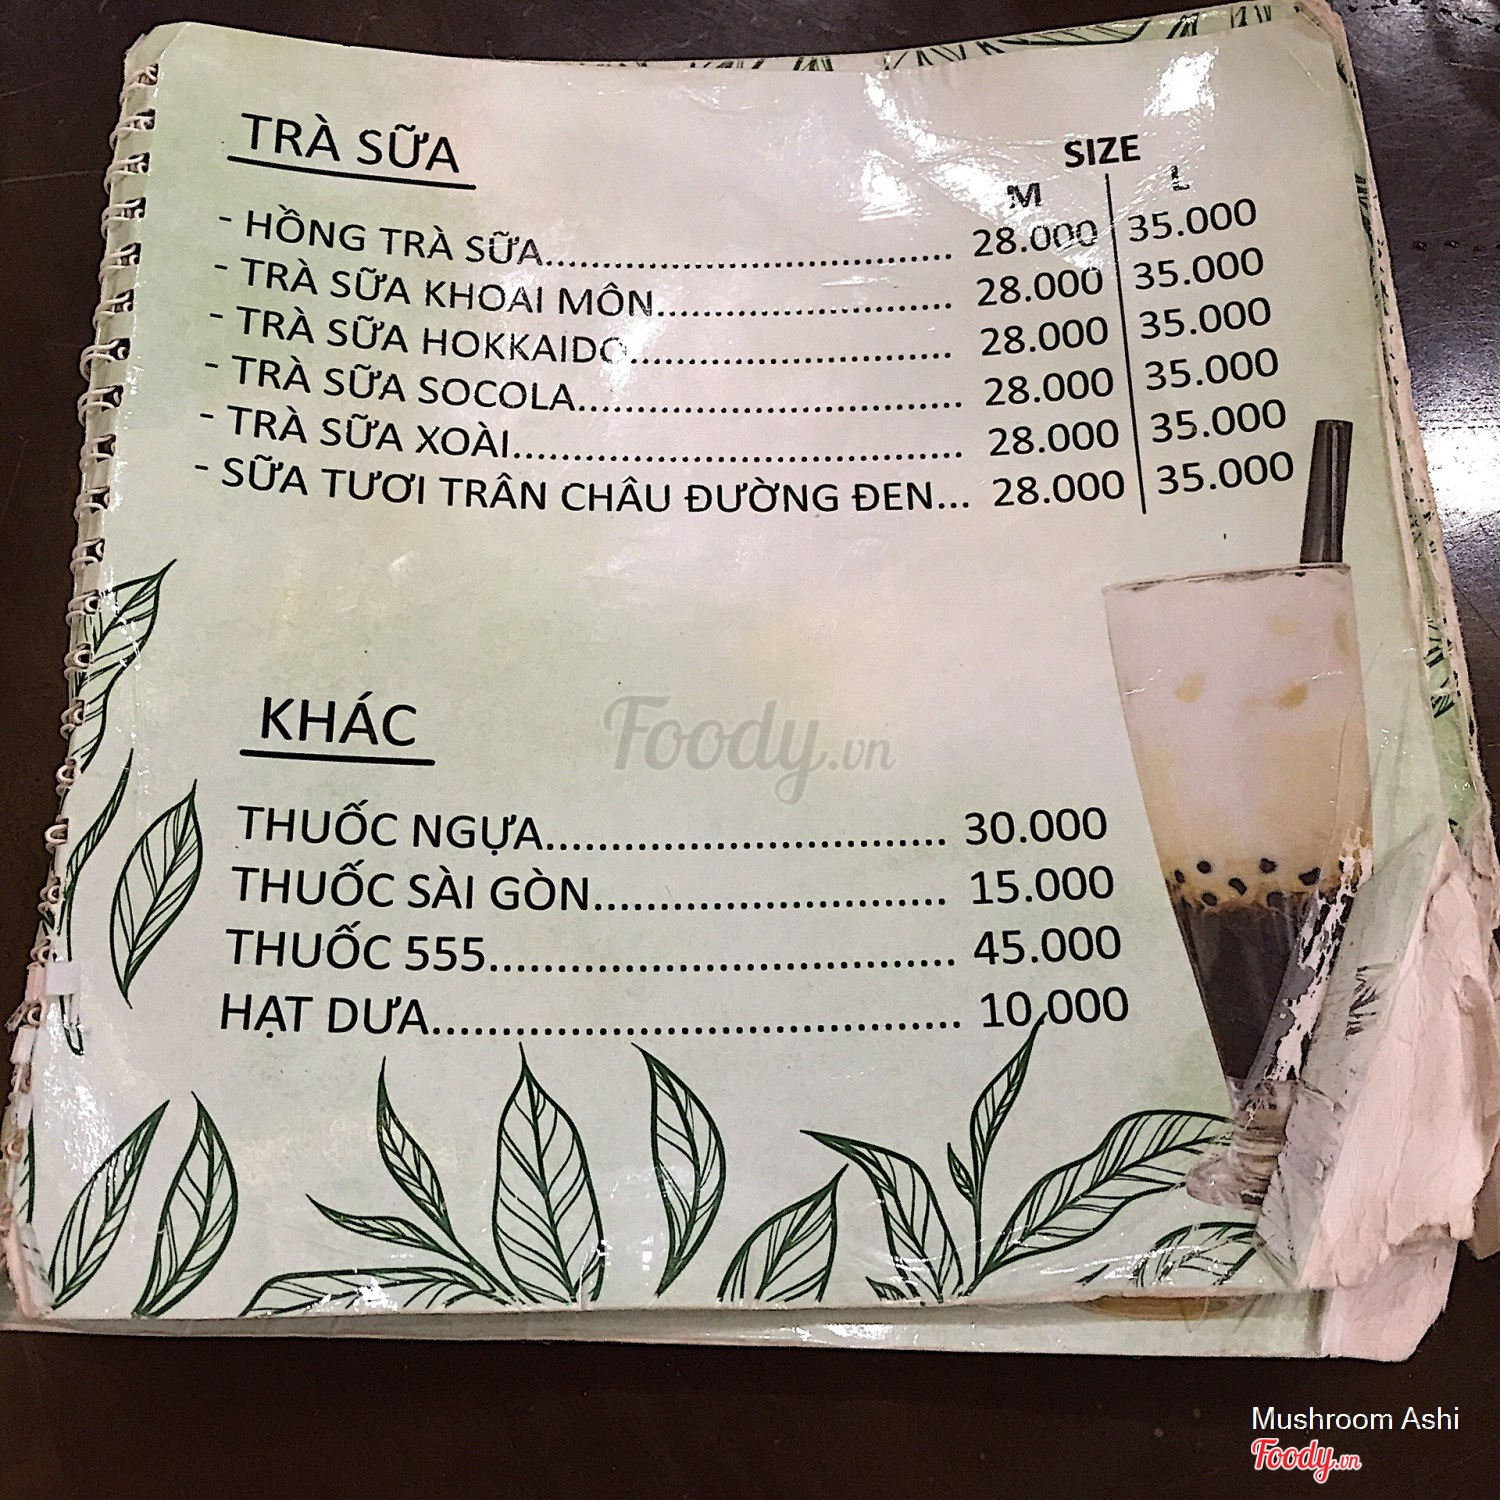 TRÀ SỮA
SIZE
M L
- HỒNG TRÀ SỮA.................................... 28.000 35.000
- TRÀ SỮA KHOAI MÔN.......................... 28.000 35.000
- TRÀ SỮA HOKKAIDO............................ 28.000 35.000
- TRÀ SỮA SOCOLA................................. 28.000 35.000
- TRÀ SỮA XOÀI....................................... 28.000 35.000
- SỮA TƯƠI TRÂN CHÂU ĐƯỜNG ĐEN... 28.000 35.000
KHÁC
Foody.vn
THUỐC NGỰA............................... 30.000
THUỐC SÀI GÒN........................... 15.000
THUỐC 555................................... 45.000
HẠT DƯA....................................... 10.000
Mushroom Ashi
Foody.vn